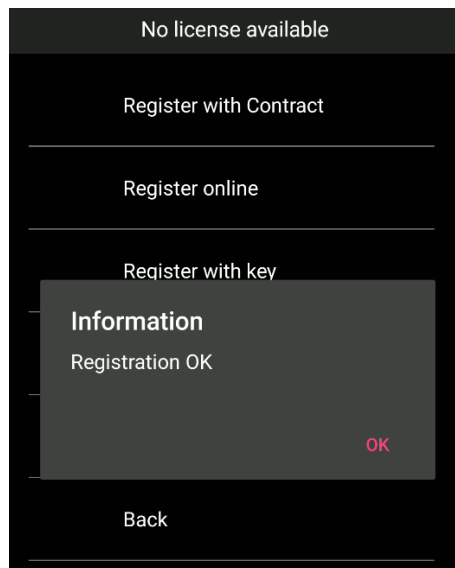 No license available
Register with Contract
Register online
Register with key
Information
Registration OK
OK
Back